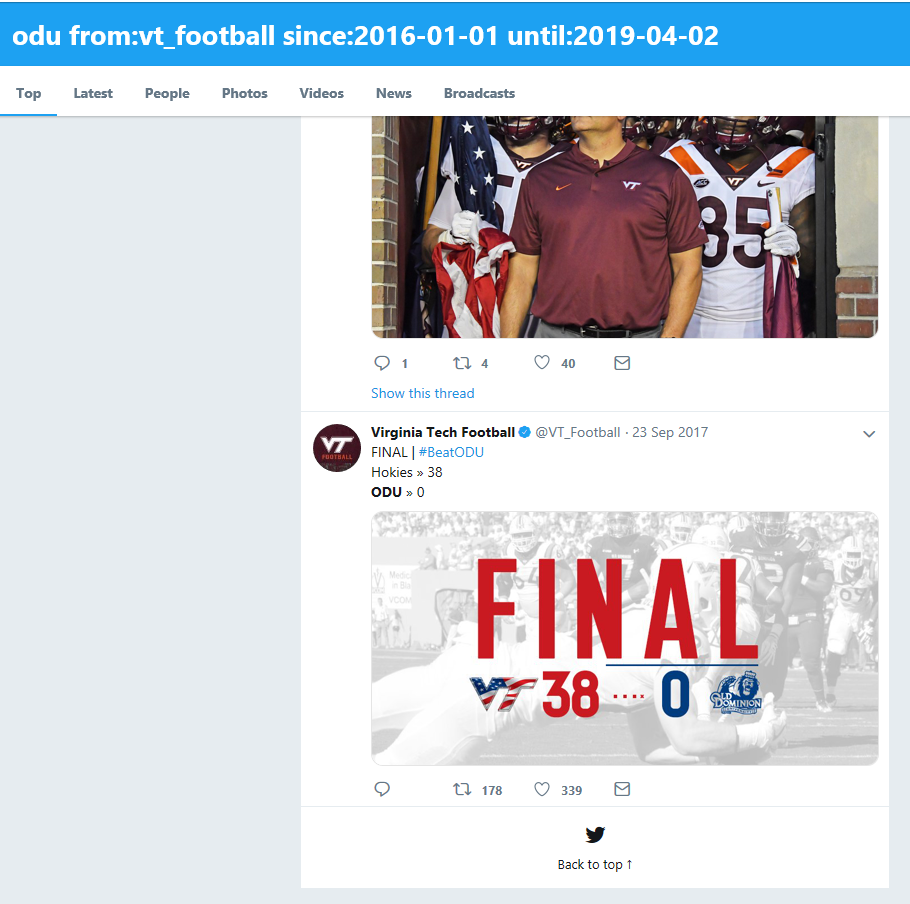 odu from:vt_football since:2016-01-01 until:2019-04-02
Top Latest People Photos Videos News Broadcasts
VT
VT
VT
35
1 4 40
Show this thread
Virginia Tech Football @VT_Football · 23 Sep 2017
FINAL | #BeatODU
Hokies » 38
ODU » 0
VT
FOOTBALL
FINAL
VT 38 .... 0 OLD DOMINION
178 339
Back to top ↑